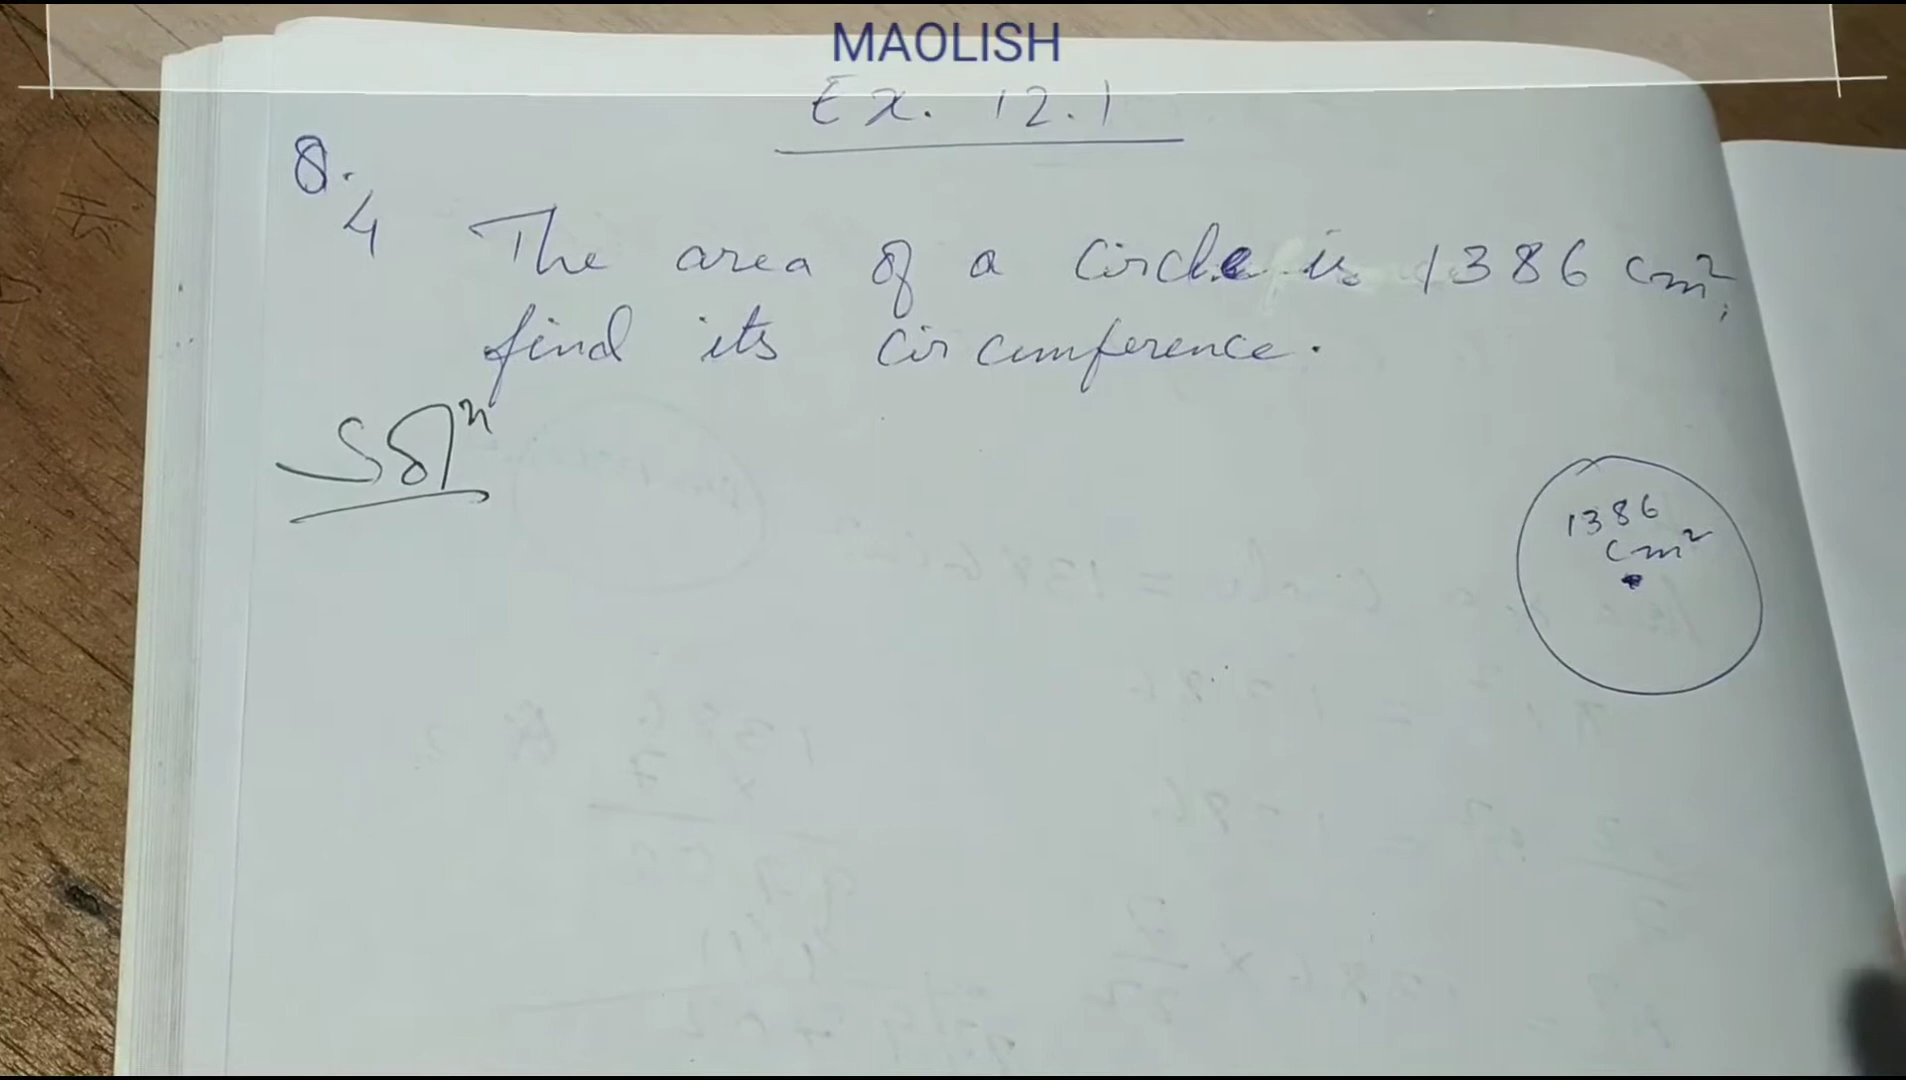 MAOLISH
Ex. 12.1
Q.4 The area of a circle is 1386 cm²,
find its circumference.
Solⁿ
1386
cm²